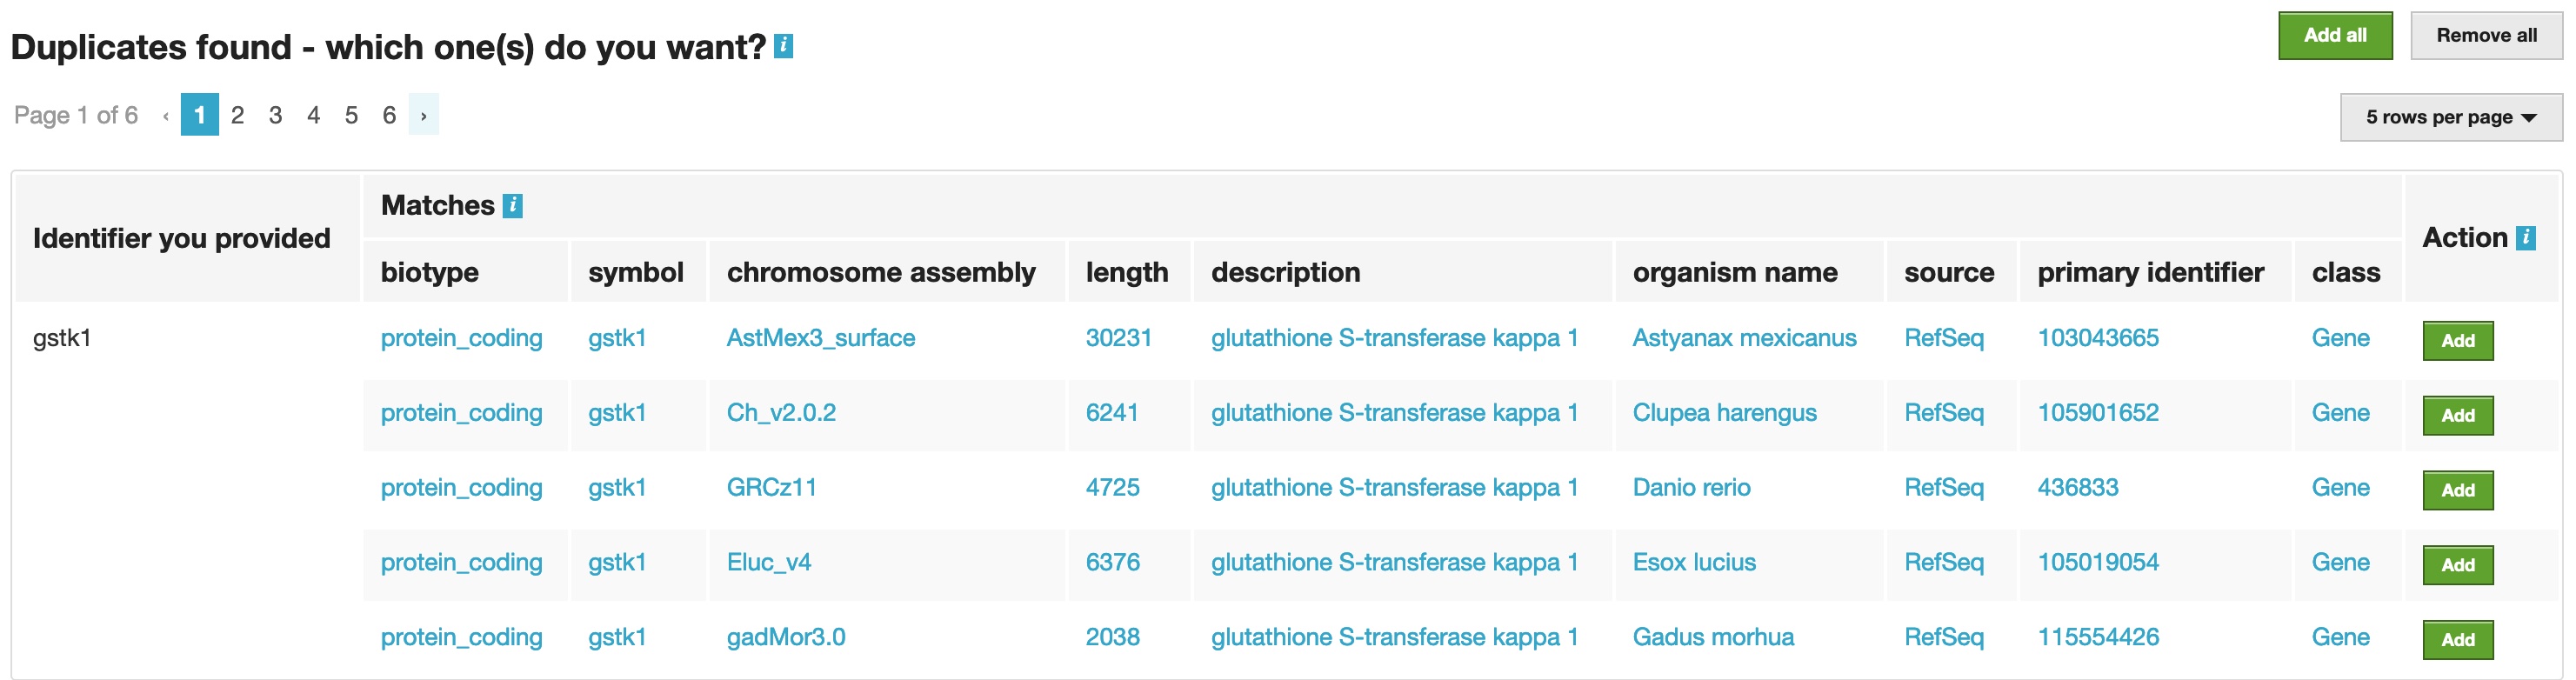 Duplicates found - which one(s) do you want? i
Add all Remove all
Page 1 of 6 ‹ 1 2 3 4 5 6 ›
5 rows per page
Identifier you provided Matches i Action i
biotype symbol chromosome assembly length description organism name source primary identifier class
gstk1 protein_coding gstk1 AstMex3_surface 30231 glutathione S-transferase kappa 1 Astyanax mexicanus RefSeq 103043665 Gene Add
protein_coding gstk1 Ch_v2.0.2 6241 glutathione S-transferase kappa 1 Clupea harengus RefSeq 105901652 Gene Add
protein_coding gstk1 GRCz11 4725 glutathione S-transferase kappa 1 Danio rerio RefSeq 436833 Gene Add
protein_coding gstk1 Eluc_v4 6376 glutathione S-transferase kappa 1 Esox lucius RefSeq 105019054 Gene Add
protein_coding gstk1 gadMor3.0 2038 glutathione S-transferase kappa 1 Gadus morhua RefSeq 115554426 Gene Add